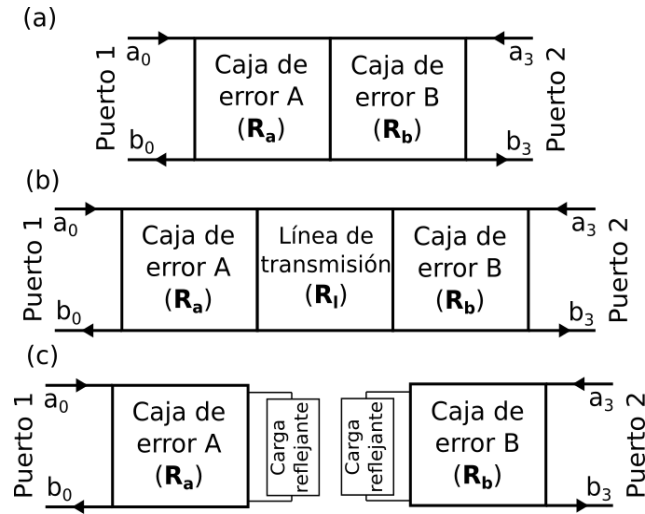 (a)
Puerto 1
a0
b0
Caja de
error A
(Ra)
Caja de
error B
(Rb)
a3
b3
Puerto 2
(b)
Puerto 1
a0
b0
Caja de
error A
(Ra)
Línea de
transmisión
(Rl)
Caja de
error B
(Rb)
a3
b3
Puerto 2
(c)
Puerto 1
a0
b0
Caja de
error A
(Ra)
Carga
reflejante
Carga
reflejante
Caja de
error B
(Rb)
a3
b3
Puerto 2